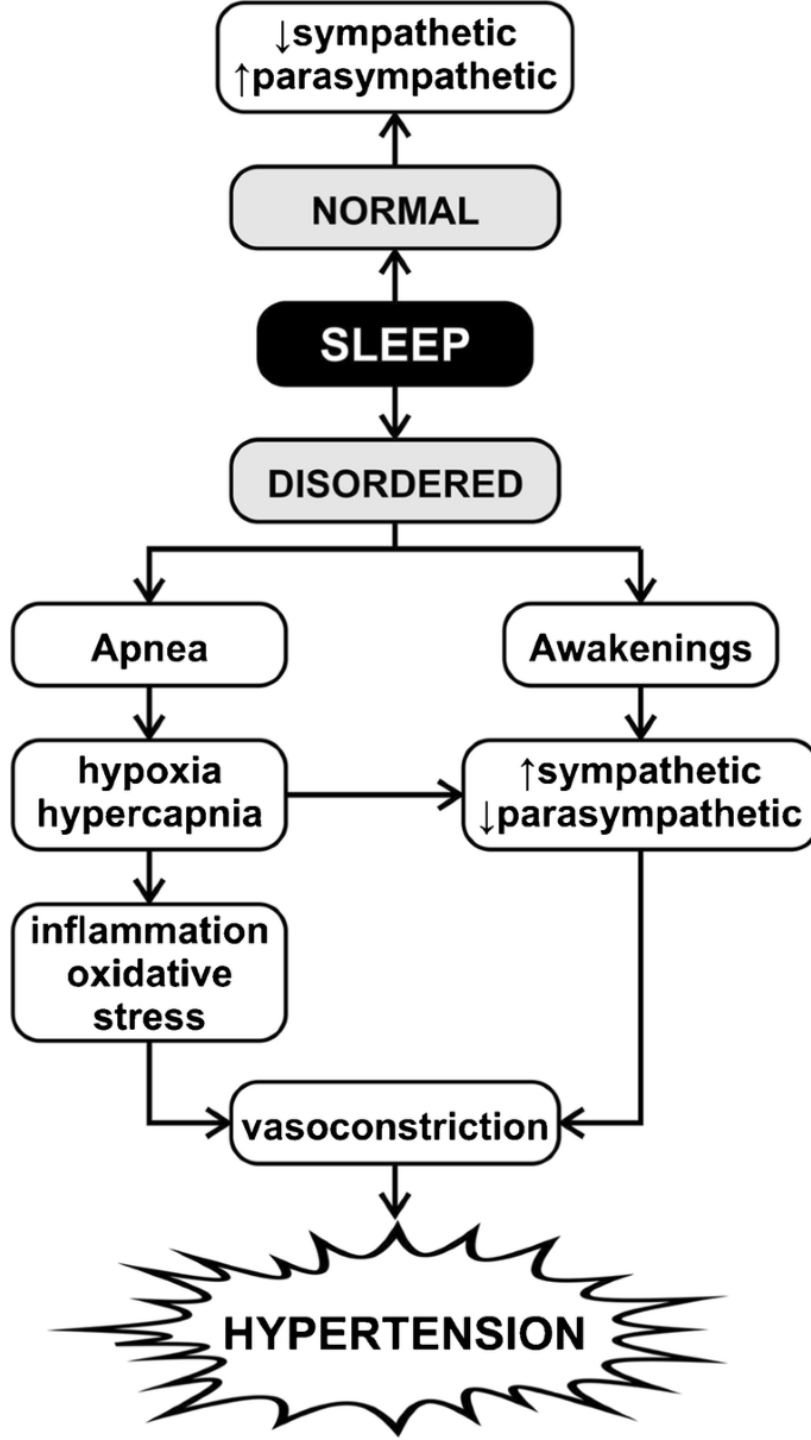 ↓sympathetic
↑parasympathetic
NORMAL
SLEEP
DISORDERED
Apnea
Awakenings
hypoxia
hypercapnia
↑sympathetic
↓parasympathetic
inflammation
oxidative
stress
vasoconstriction
HYPERTENSION